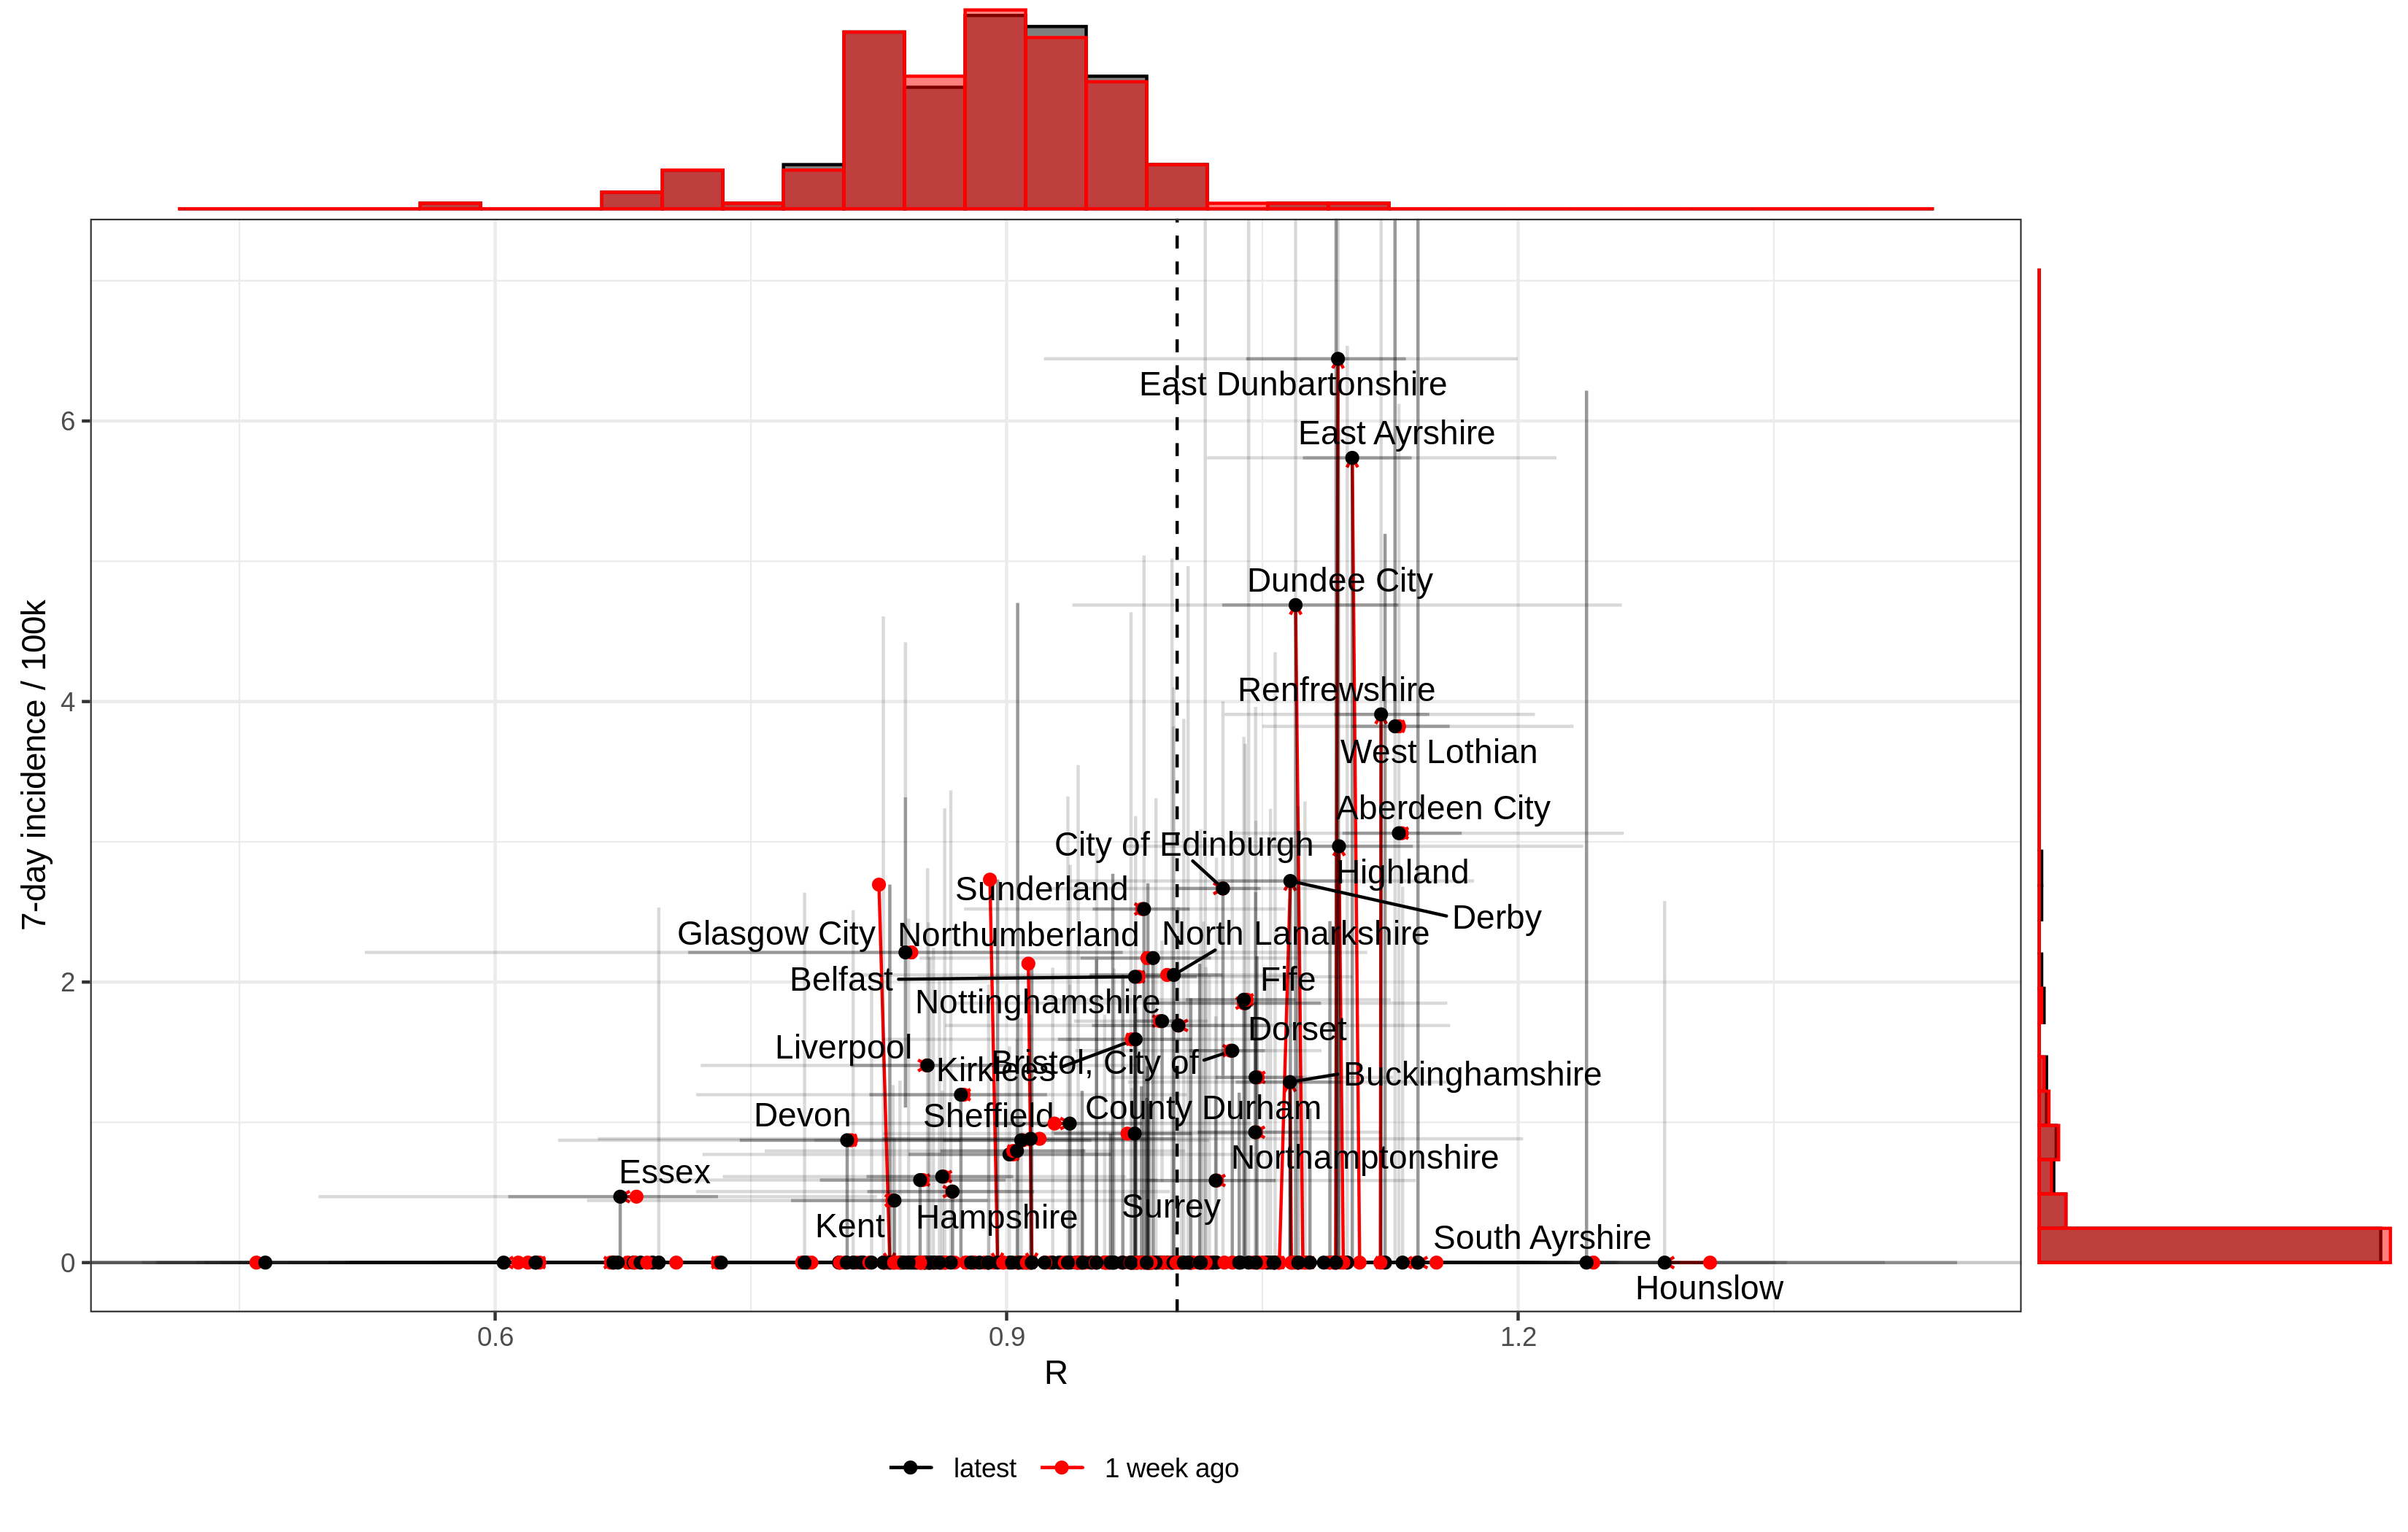 East Dunbartonshire
East Ayrshire
Dundee City
Renfrewshire
West Lothian
Aberdeen City
City of Edinburgh
Highland
Sunderland
Derby
Glasgow City
Northumberland
North Lanarkshire
Belfast
Fife
Nottinghamshire
Dorset
Liverpool
Kirklees
Bristol, City of
Buckinghamshire
Devon
Sheffield
County Durham
Essex
Northamptonshire
Kent
Hampshire
Surrey
South Ayrshire
Hounslow
7-day incidence / 100k
6
4
2
0
0.6
0.9
1.2
R
latest
1 week ago